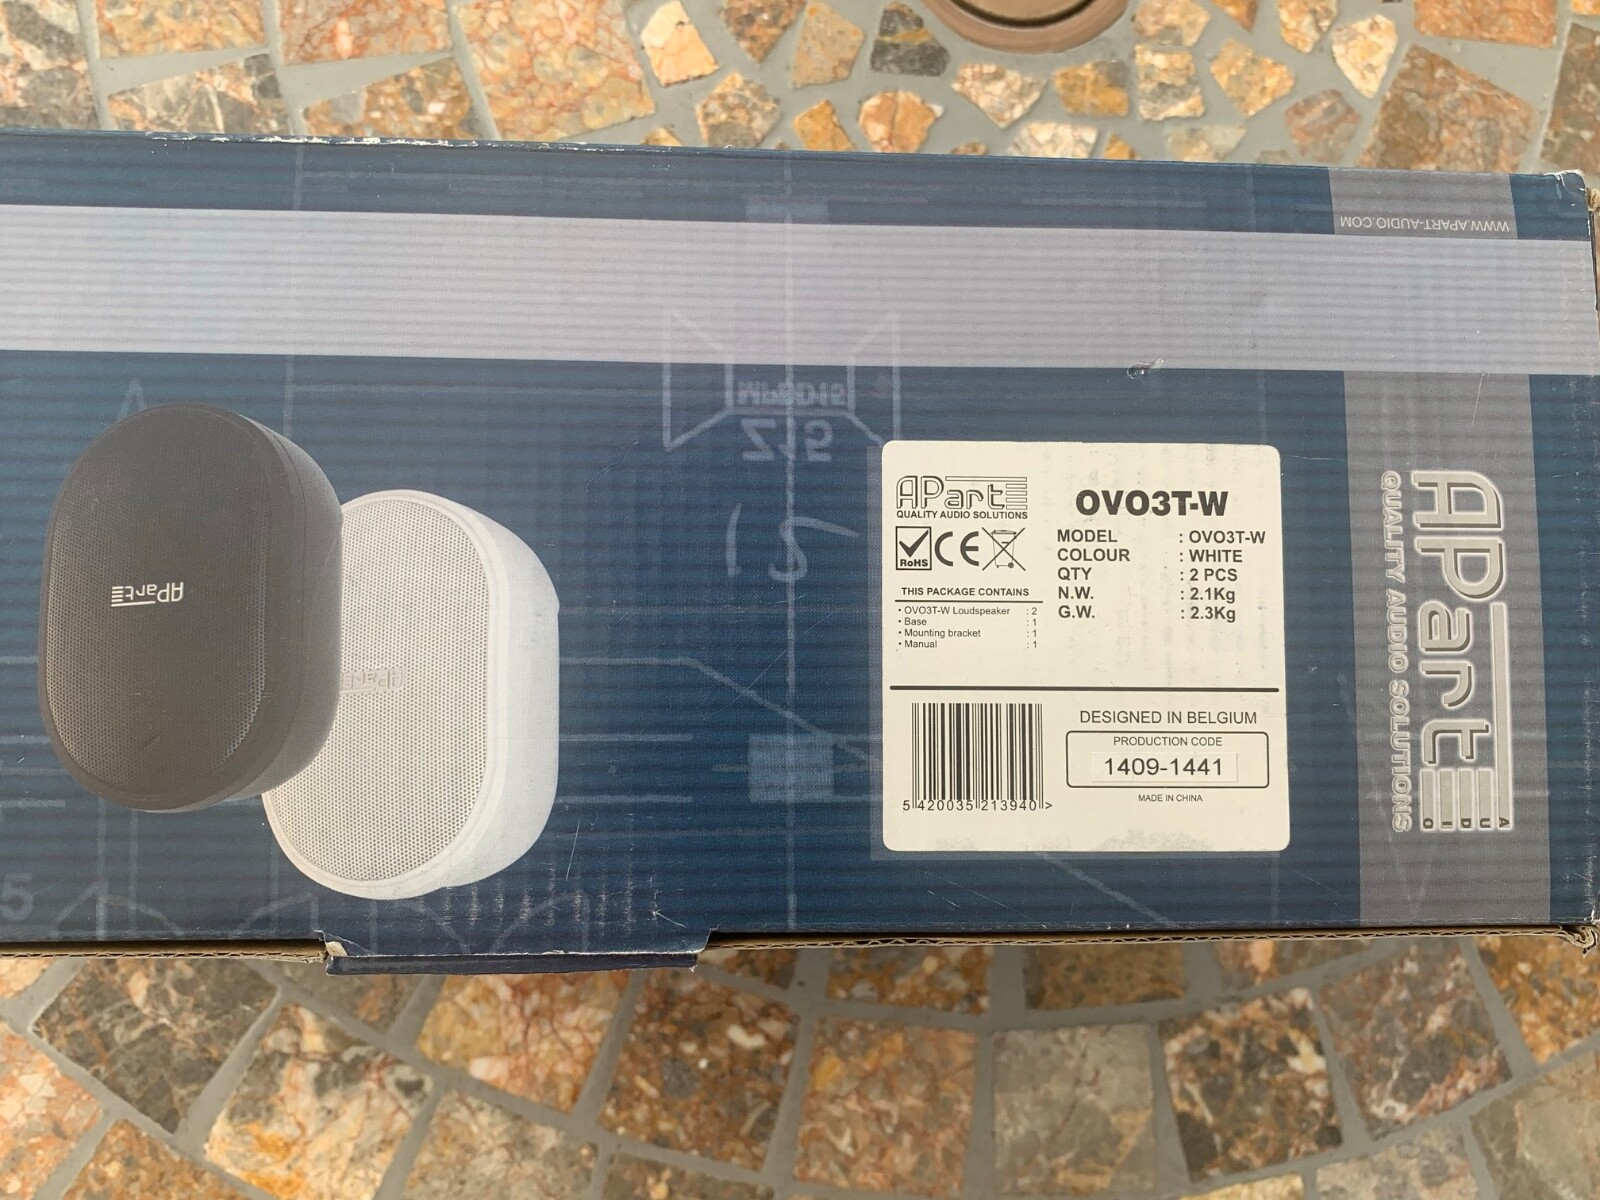 WWW.APART-AUDIO.COM
APart
QUALITY AUDIO SOLUTIONS
RoHS
CE
THIS PACKAGE CONTAINS
• OVO3T-W Loudspeaker : 2
• Base : 1
• Mounting bracket : 1
• Manual : 1
OVO3T-W
MODEL : OVO3T-W
COLOUR : WHITE
QTY : 2 PCS
N.W. : 2.1Kg
G.W. : 2.3Kg
5 420035 213940 >
DESIGNED IN BELGIUM
PRODUCTION CODE
1409-1441
MADE IN CHINA
APart
AUDIO
QUALITY AUDIO SOLUTIONS
APart
APart
5